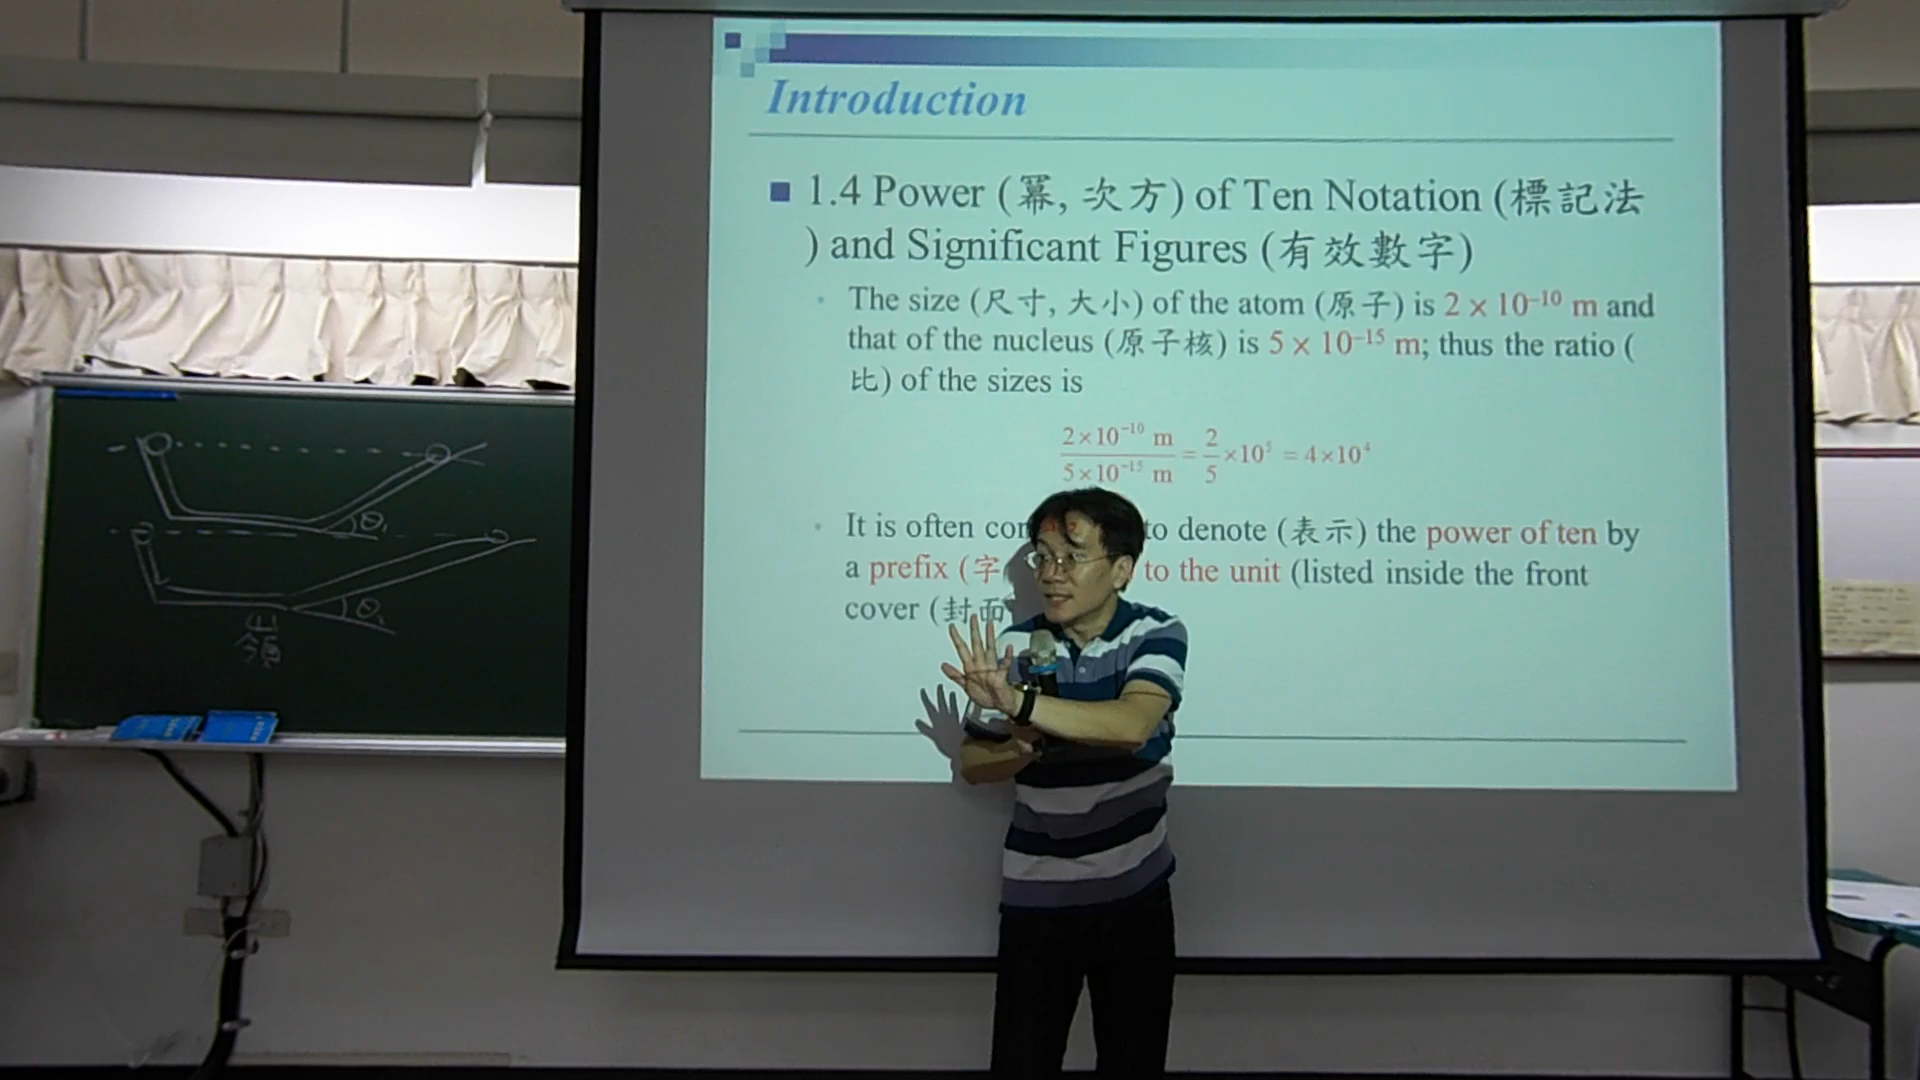 Introduction
1.4 Power (冪, 次方) of Ten Notation (標記法
) and Significant Figures (有效數字)
The size (尺寸, 大小) of the atom (原子) is 2 × 10⁻¹⁰ m and
that of the nucleus (原子核) is 5 × 10⁻¹⁵ m; thus the ratio (
比) of the sizes is
2×10⁻¹⁰ m / 5×10⁻¹⁵ m = 2/5 ×10⁵ = 4×10⁴
It is often to denote (表示) the power of ten by
a prefix (字 to the unit (listed inside the front
cover (封面
θ₁
θ₂